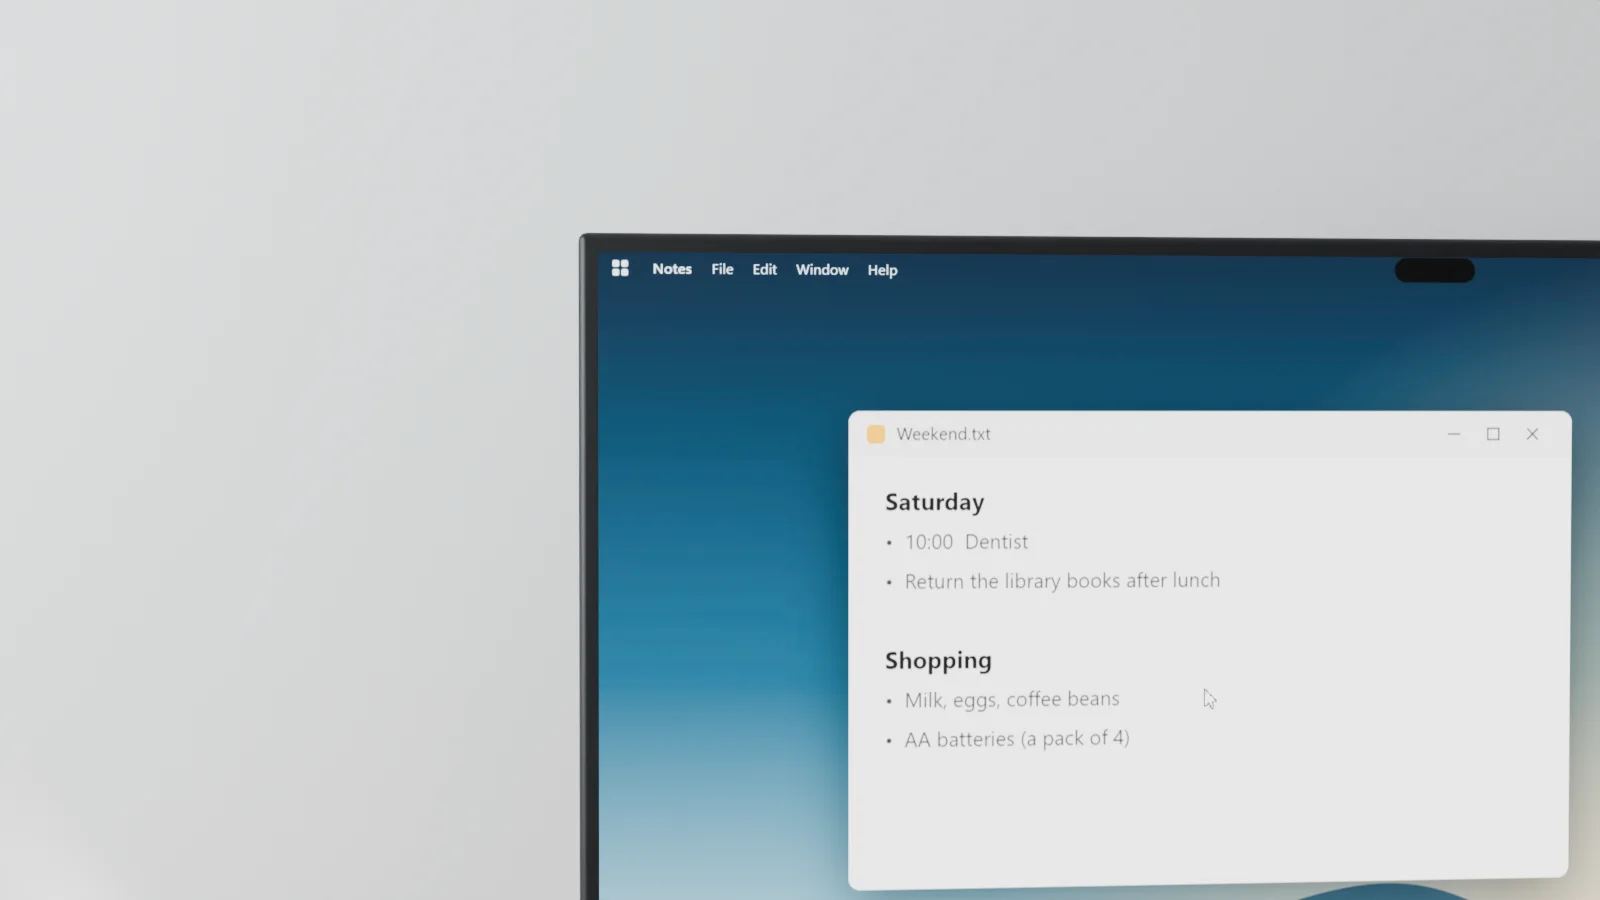 Notes File Edit Window Help
Weekend.txt
Saturday
• 10:00 Dentist
• Return the library books after lunch
Shopping
• Milk, eggs, coffee beans
• AA batteries (a pack of 4)